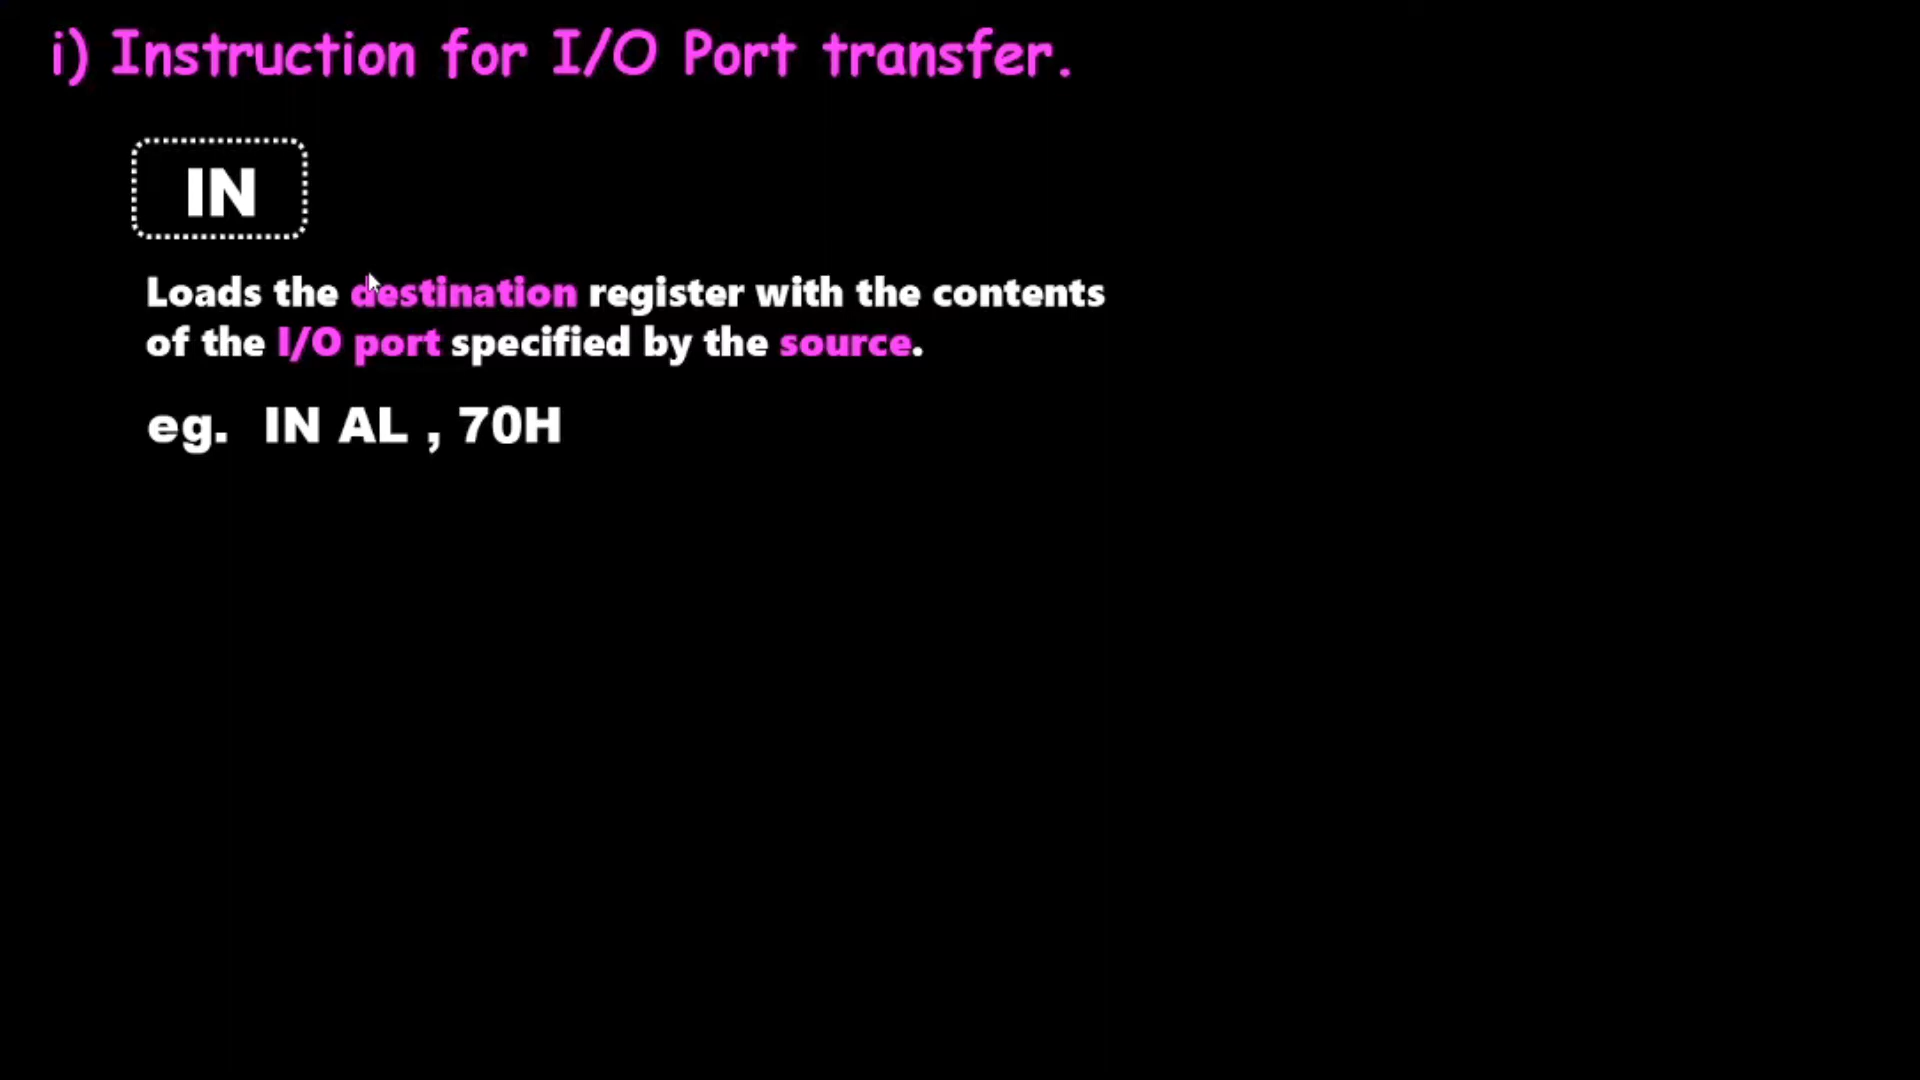 i) Instruction for I/O Port transfer.
IN
Loads the destination register with the contents
of the I/O port specified by the source.
eg. IN AL , 70H